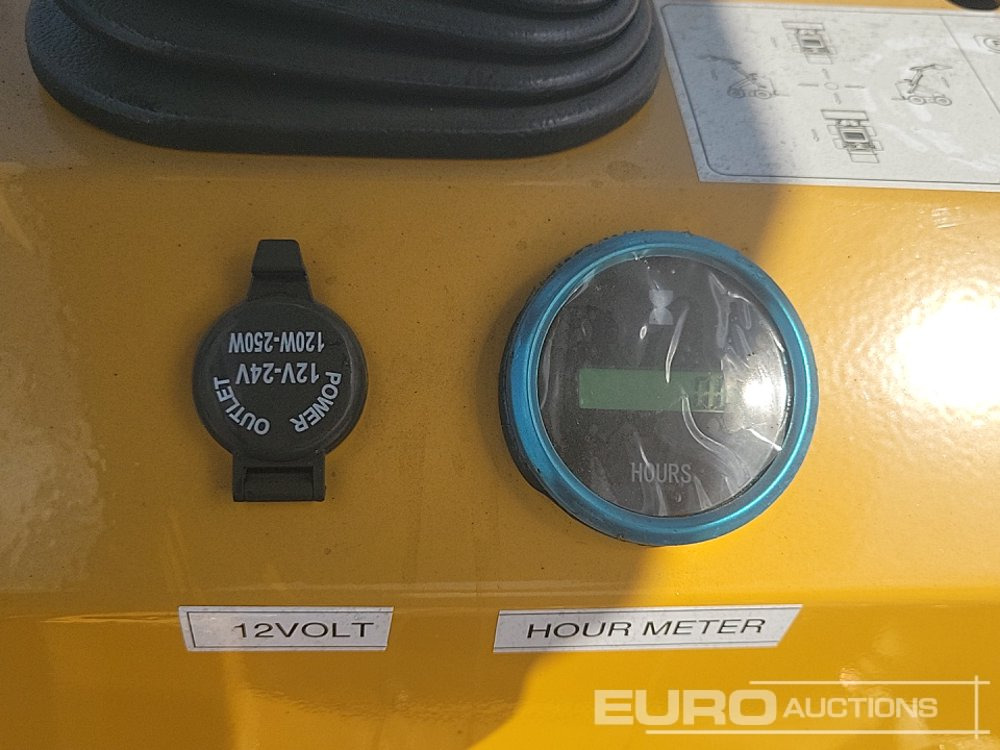 120W-250W
12V-24V
POWER OUTLET
HOURS
12VOLT
HOUR METER
EURO AUCTIONS